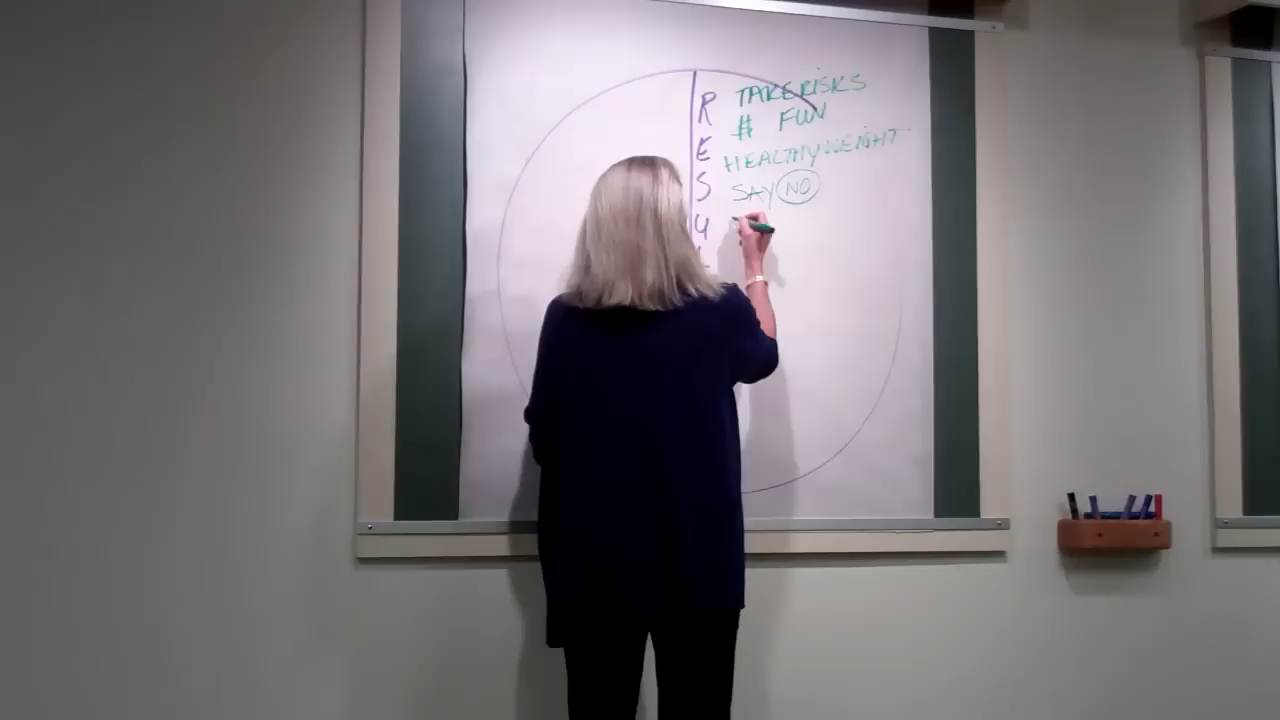 R TAKE RISKS
# FUN
E HEALTHY WEIGHT
S SAY NO
U
L